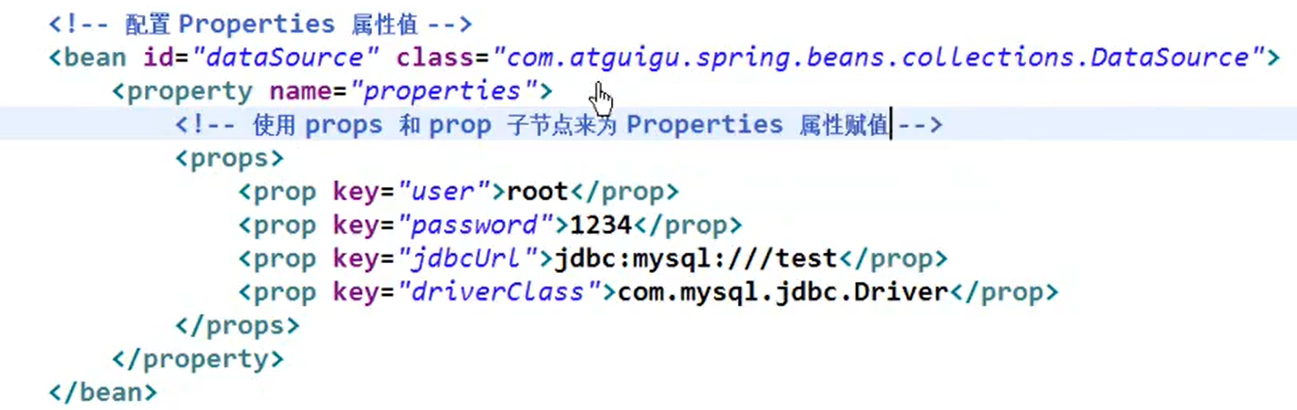 <!-- 配置 Properties 属性值 -->
<bean id="dataSource" class="com.atguigu.spring.beans.collections.DataSource">
<property name="properties">
<!-- 使用 props 和 prop 子节点来为 Properties 属性赋值 -->
<props>
<prop key="user">root</prop>
<prop key="password">1234</prop>
<prop key="jdbcUrl">jdbc:mysql:///test</prop>
<prop key="driverClass">com.mysql.jdbc.Driver</prop>
</props>
</property>
</bean>